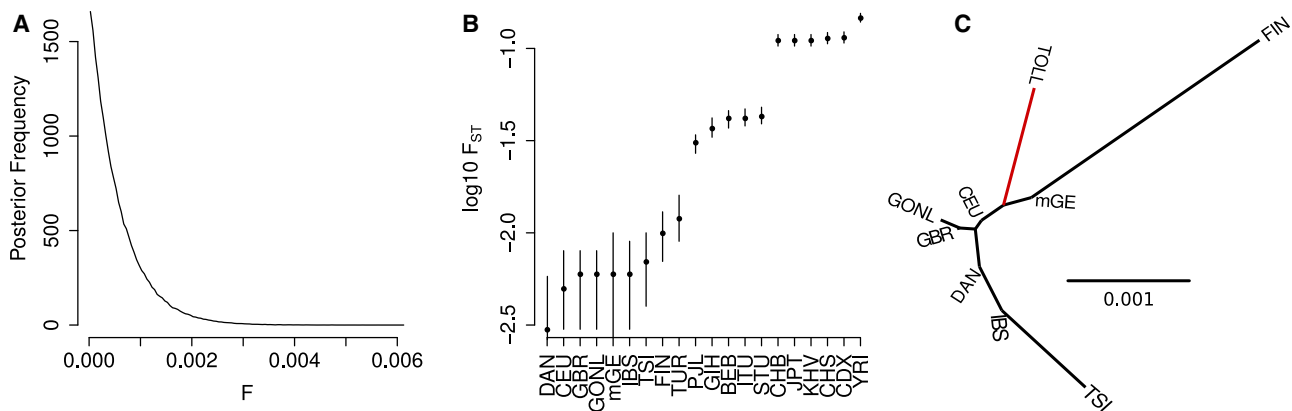 A
Posterior Frequency
1500
1000
500
0
0.000
0.002
0.004
0.006
F
B
log10 FST
−1.0
−1.5
−2.0
−2.5
DAN
CEU
GBR
GONL
mGE
IBS
TSI
FIN
TUR
PJL
GIH
BEB
ITU
STU
CHB
JPT
KHV
CHS
CDX
YRI
C
FIN
TOLL
mGE
CEU
GONL
GBR
DAN
IBS
TSI
0.001